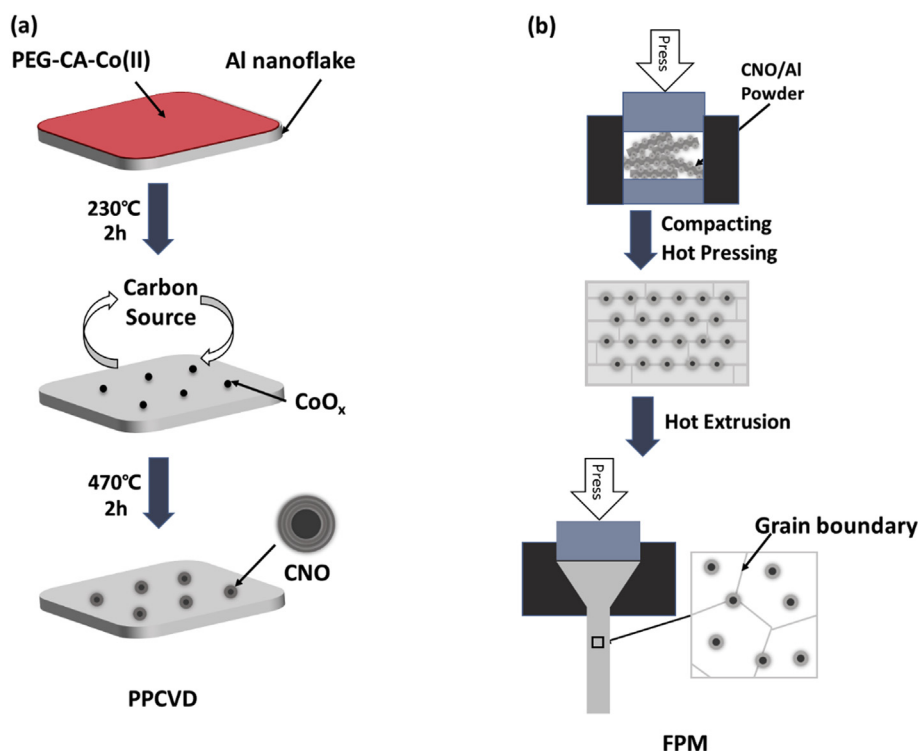 (a)
PEG-CA-Co(II)
Al nanoflake
230℃
2h
Carbon
Source
CoOₓ
470℃
2h
CNO
PPCVD
(b)
Press
CNO/Al
Powder
Compacting
Hot Pressing
Hot Extrusion
Press
Grain boundary
FPM